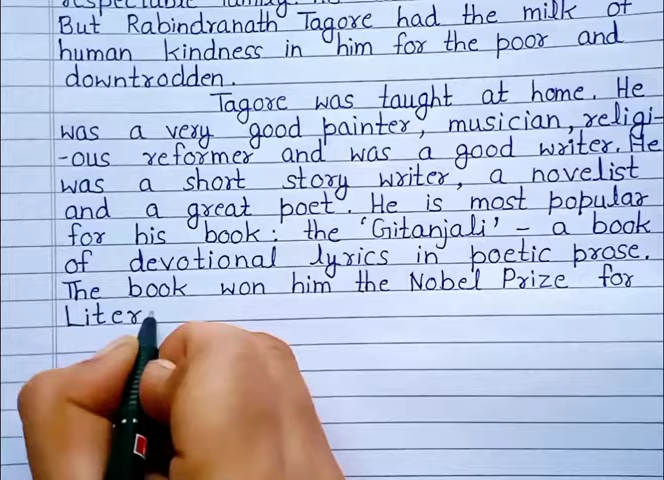 But Rabindranath Tagore had the milk of
human kindness in him for the poor and
downtrodden.
Tagore was taught at home. He
was a very good painter, musician, religi-
-ous reformer and was a good writer. He
was a short story writer, a novelist
and a great poet. He is most popular
for his book: the 'Gitanjali' - a book
of devotional lyrics in poetic prose.
The book won him the Nobel Prize for
Liter